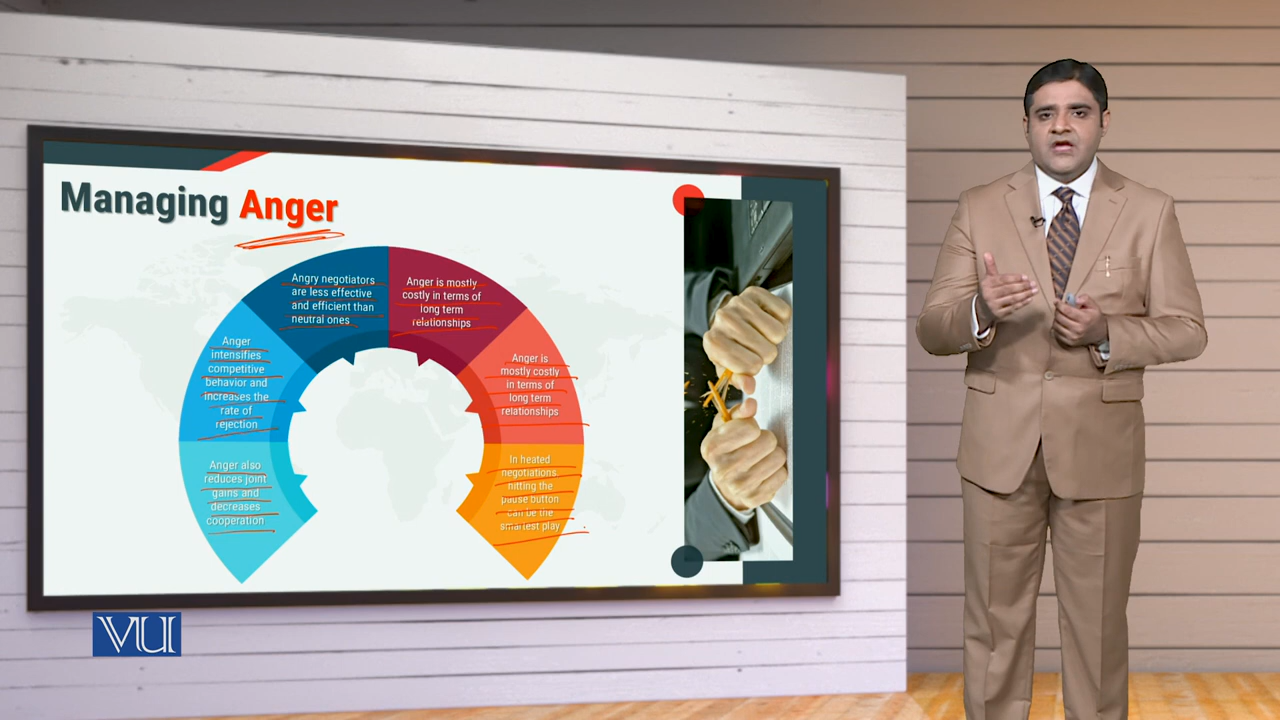 Managing Anger
Angry negotiators
are less effective
and efficient than
neutral ones
Anger is mostly
costly in terms of
long term
relationships
Anger
intensifies
competitive
behavior and
increases the
rate of
rejection
Anger is
mostly costly
in terms of
long term
relationships
Anger also
reduces joint
gains and
decreases
cooperation
In heated
negotiations,
hitting the
pause button
can be the
smartest play
VU